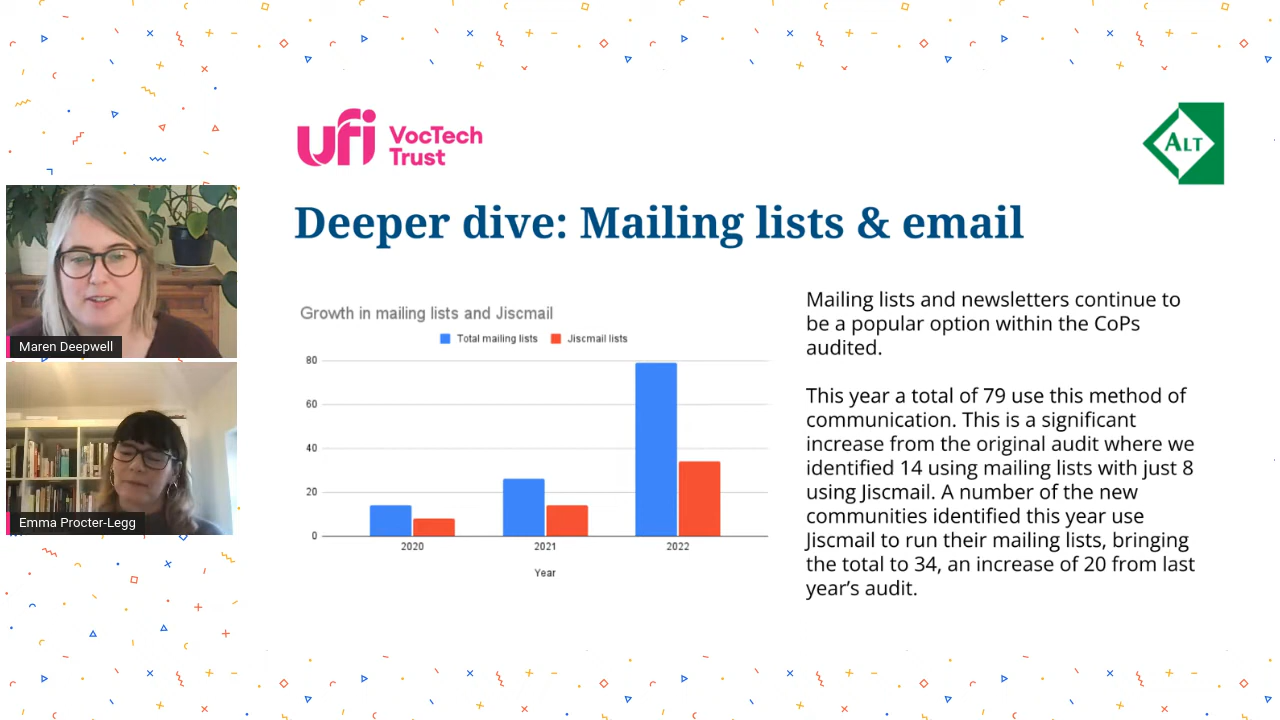 ufi VocTech
Trust
ALT
Deeper dive: Mailing lists & email
Maren Deepwell
Emma Procter-Legg
Growth in mailing lists and Jiscmail
Total mailing lists
Jiscmail lists
80
60
40
20
0
2020
2021
2022
Year
Mailing lists and newsletters continue to
be a popular option within the CoPs
audited.
This year a total of 79 use this method of
communication. This is a significant
increase from the original audit where we
identified 14 using mailing lists with just 8
using Jiscmail. A number of the new
communities identified this year use
Jiscmail to run their mailing lists, bringing
the total to 34, an increase of 20 from last
year's audit.